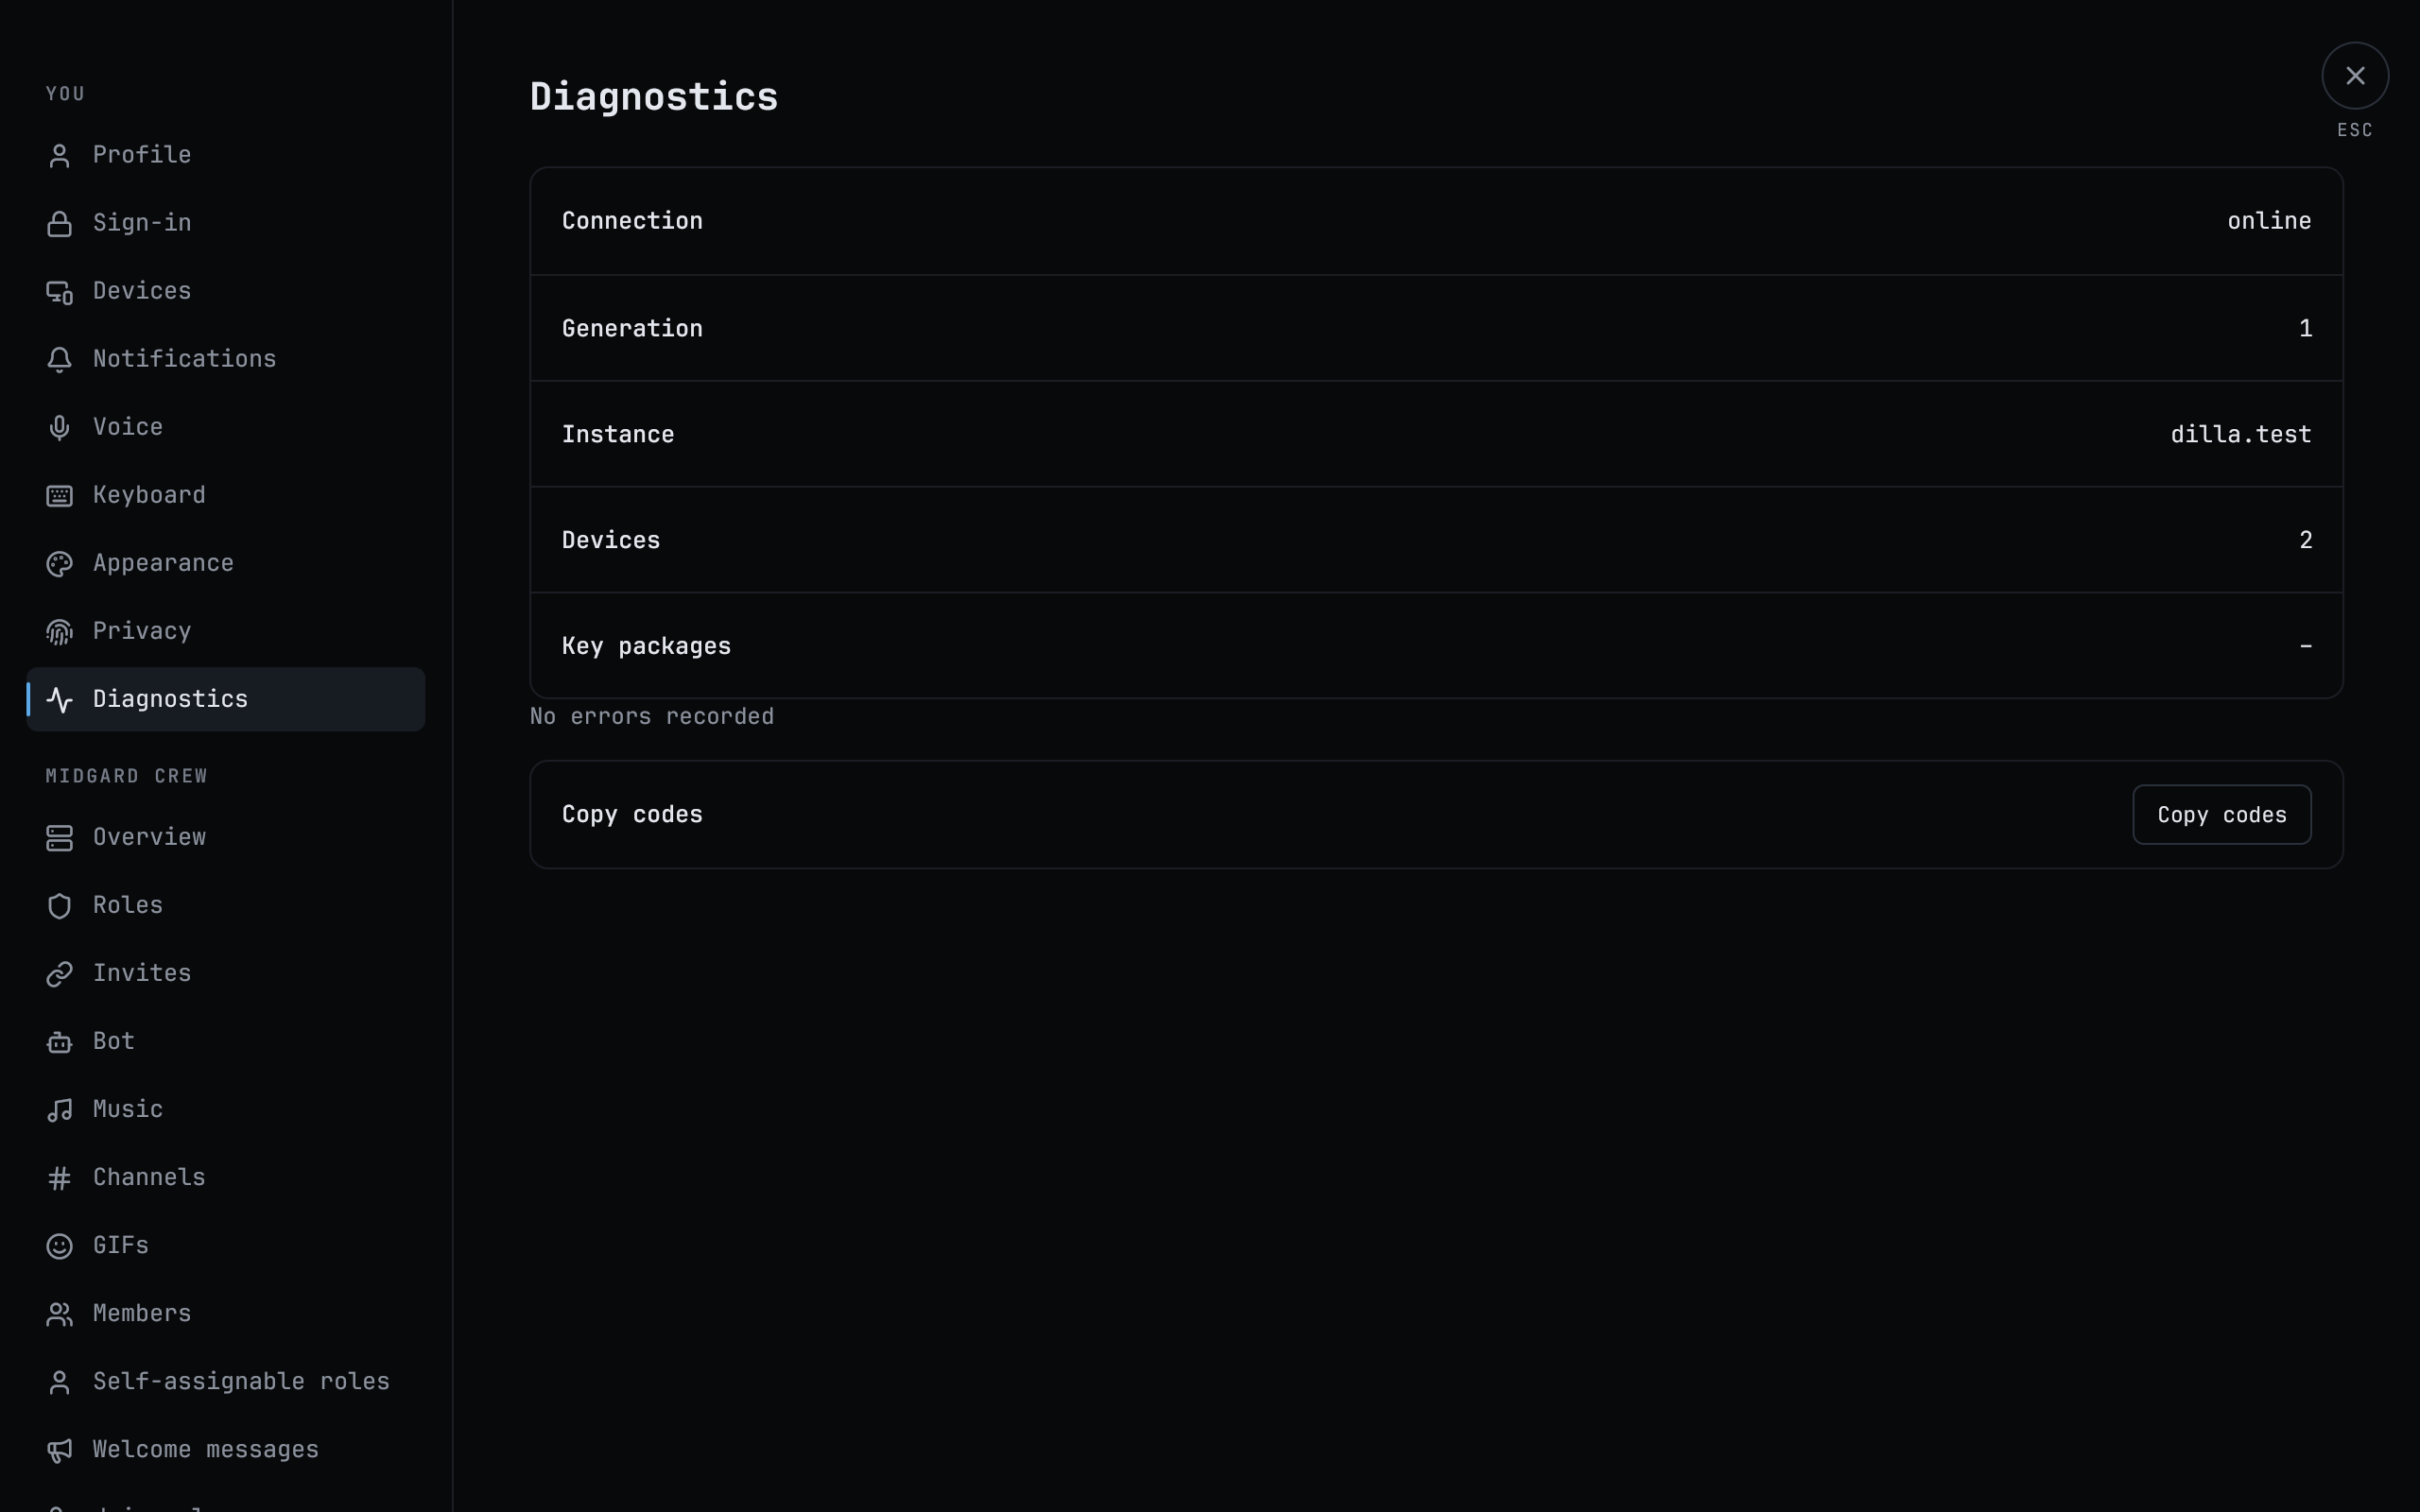 YOU
Profile
Sign-in
Devices
Notifications
Voice
Keyboard
Appearance
Privacy
Diagnostics
MIDGARD CREW
Overview
Roles
Invites
Bot
Music
Channels
GIFs
Members
Self-assignable roles
Welcome messages
Diagnostics
ESC
Connection online
Generation 1
Instance dilla.test
Devices 2
Key packages –
No errors recorded
Copy codes Copy codes